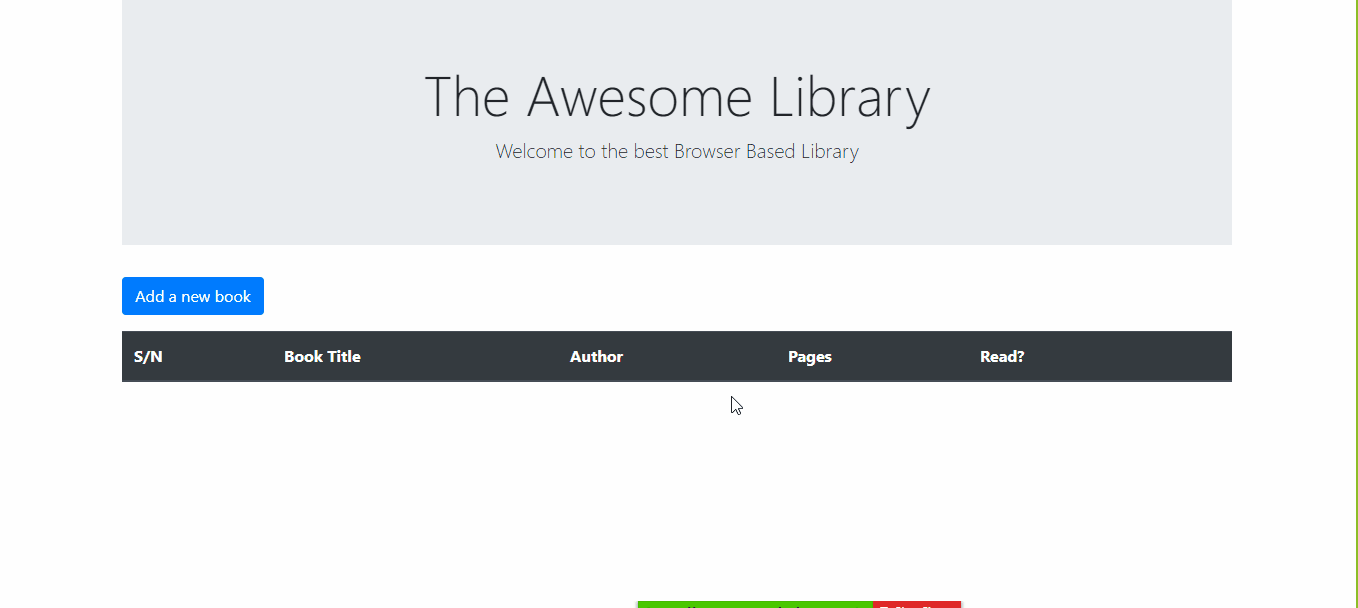 The Awesome Library
Welcome to the best Browser Based Library
Add a new book
S/N Book Title Author Pages Read?